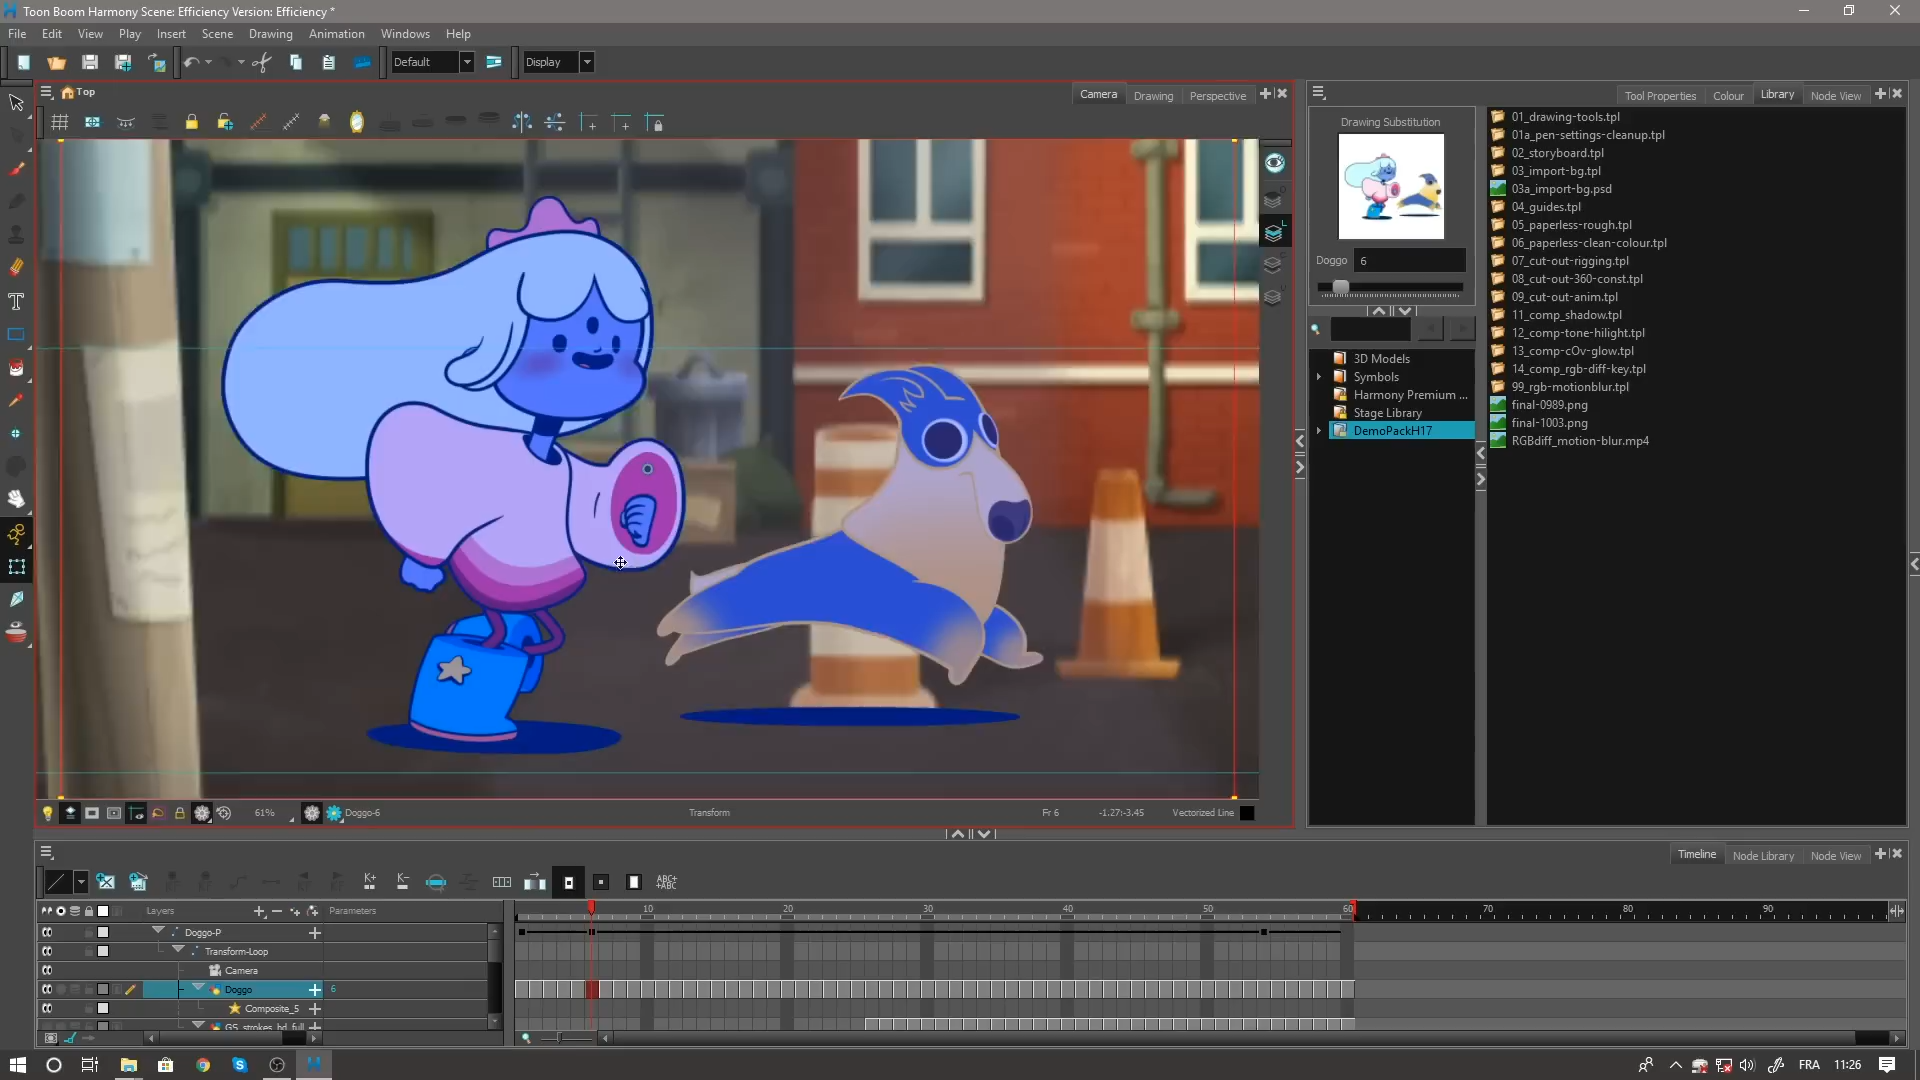 Toon Boom Harmony Scene: Efficiency Version: Efficiency *
File Edit View Play Insert Scene Drawing Animation Windows Help
Default Display
Top Camera Drawing Perspective
Tool Properties Colour Library Node View
Drawing Substitution
Doggo 6
3D Models
Symbols
Harmony Premium ...
Stage Library
DemoPackH17
01_drawing-tools.tpl
01a_pen-settings-cleanup.tpl
02_storyboard.tpl
03_import-bg.tpl
03a_import-bg.psd
04_guides.tpl
05_paperless-rough.tpl
06_paperless-clean-colour.tpl
07_cut-out-rigging.tpl
08_cut-out-360-const.tpl
09_cut-out-anim.tpl
11_comp_shadow.tpl
12_comp-tone-hilight.tpl
13_comp-cOv-glow.tpl
14_comp_rgb-diff-key.tpl
99_rgb-motionblur.tpl
final-0989.png
final-1003.png
RGBdiff_motion-blur.mp4
61% Doggo-6 Transform Fr 6 -1.27:-3.45 Vectorized Line
Timeline Node Library Node View
K+ K- ABC+
+ABC
Layers Parameters 10 20 30 40 50 60 70 80 90
Doggo-P
Transform-Loop
Camera
Doggo 6
Composite_5
GS_strokes_bd_full
FRA 11:26